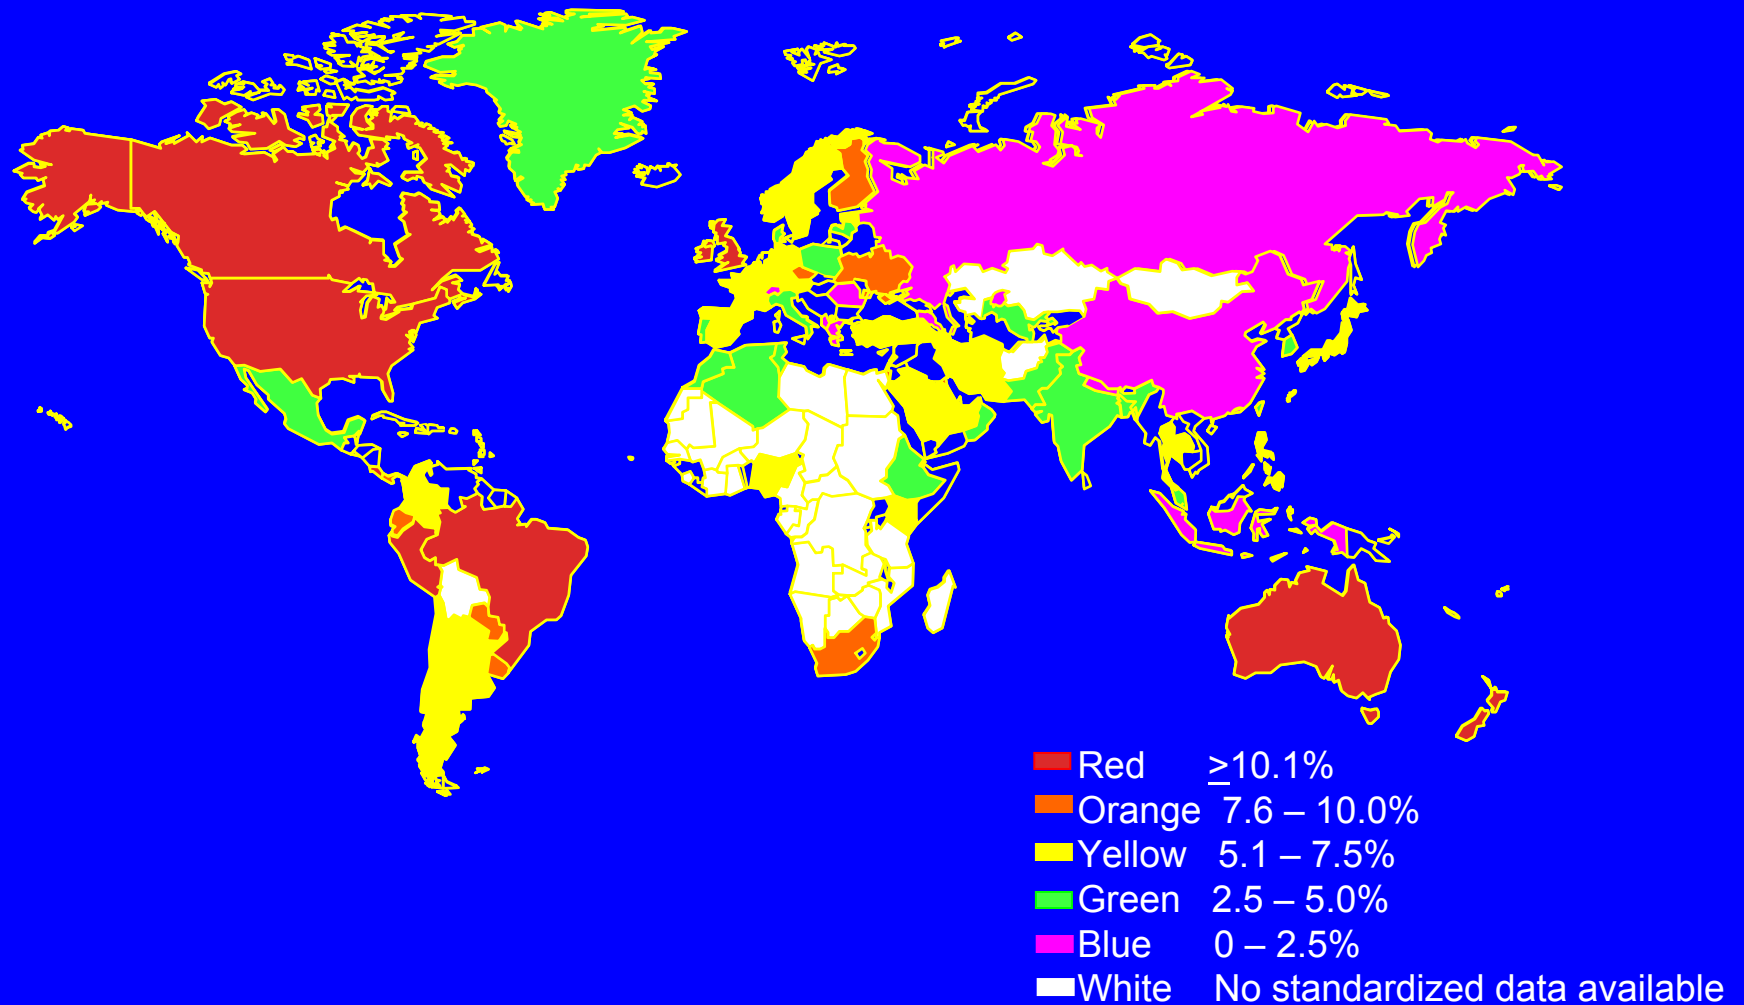 Red ≥10.1%
Orange 7.6 – 10.0%
Yellow 5.1 – 7.5%
Green 2.5 – 5.0%
Blue 0 – 2.5%
White No standardized data available